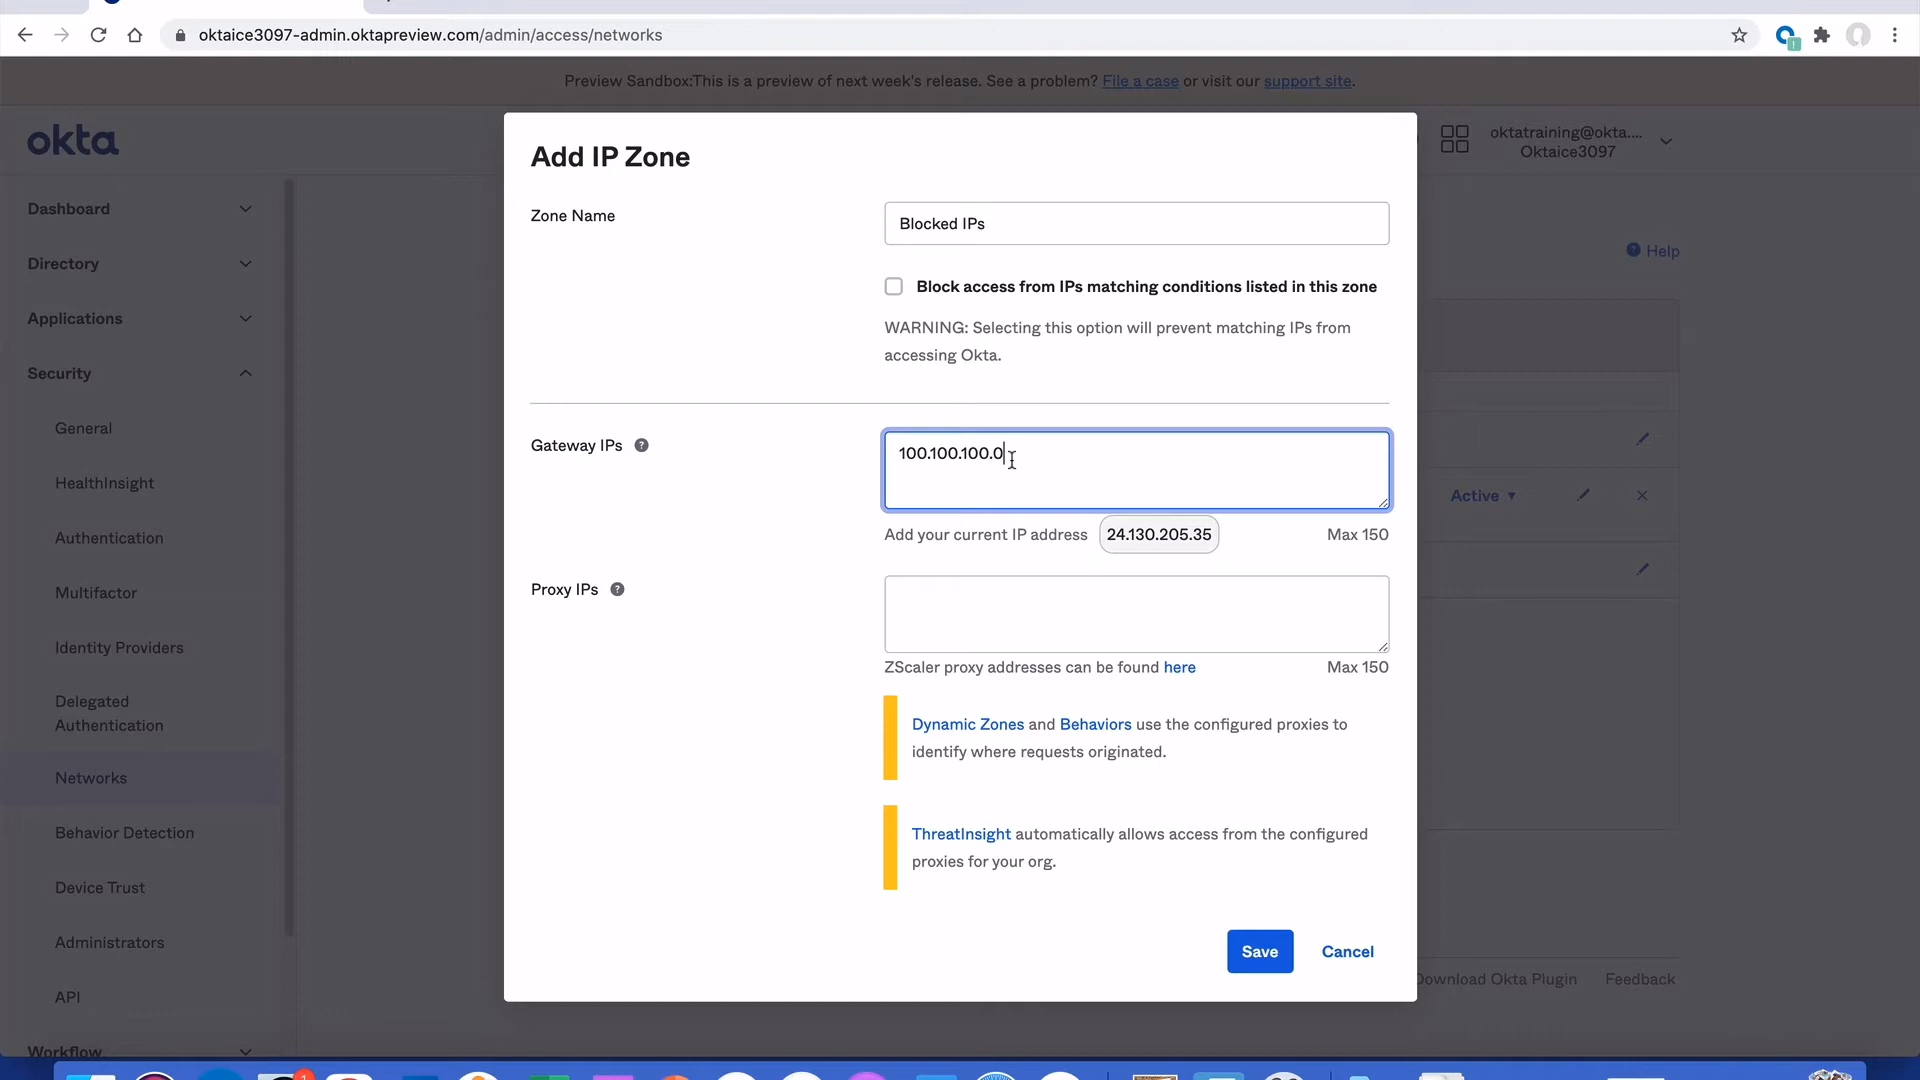 oktaice3097-admin.oktapreview.com/admin/access/networks
Preview Sandbox:This is a preview of next week's release. See a problem? File a case or visit our support site.
okta
oktatraining@okta....
Oktaice3097
Dashboard
Directory
Applications
Security
General
HealthInsight
Authentication
Multifactor
Identity Providers
Delegated
Authentication
Networks
Behavior Detection
Device Trust
Administrators
API
Workflow
Help
Active
Add IP Zone
Zone Name
Blocked IPs
Block access from IPs matching conditions listed in this zone
WARNING: Selecting this option will prevent matching IPs from
accessing Okta.
Gateway IPs
100.100.100.0
Add your current IP address 24.130.205.35 Max 150
Proxy IPs
ZScaler proxy addresses can be found here Max 150
Dynamic Zones and Behaviors use the configured proxies to
identify where requests originated.
ThreatInsight automatically allows access from the configured
proxies for your org.
Save Cancel
Download Okta Plugin Feedback
1